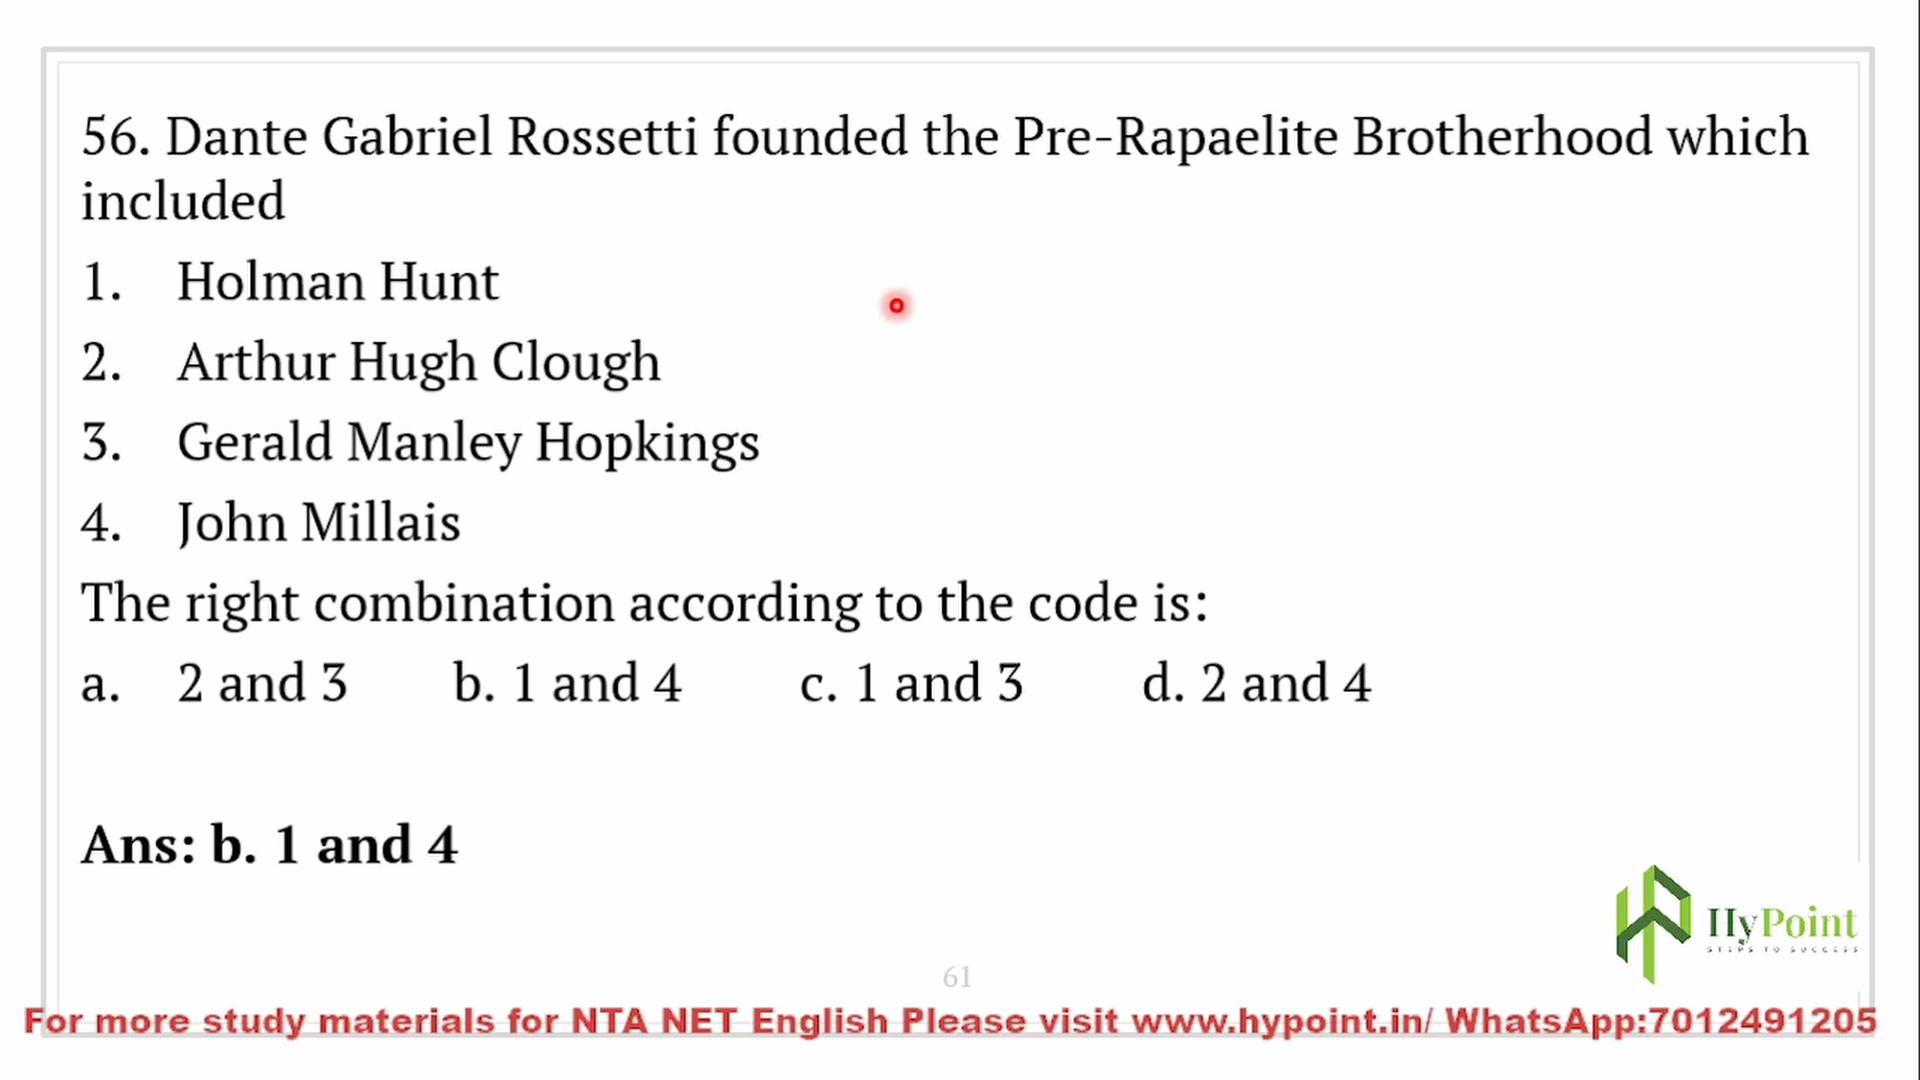 56. Dante Gabriel Rossetti founded the Pre-Rapaelite Brotherhood which
included
1. Holman Hunt
2. Arthur Hugh Clough
3. Gerald Manley Hopkings
4. John Millais
The right combination according to the code is:
a. 2 and 3 b. 1 and 4 c. 1 and 3 d. 2 and 4
Ans: b. 1 and 4
HyPoint
STEPS TO SUCCESS
61
For more study materials for NTA NET English Please visit www.hypoint.in/ WhatsApp:7012491205